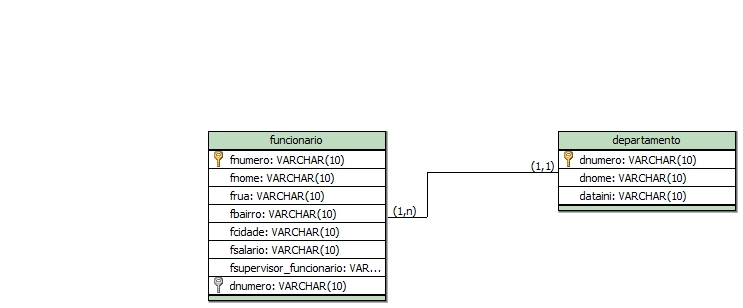 funcionario
fnumero: VARCHAR(10)
fnome: VARCHAR(10)
frua: VARCHAR(10)
fbairro: VARCHAR(10)
fcidade: VARCHAR(10)
fsalario: VARCHAR(10)
fsupervisor_funcionario: VAR...
dnumero: VARCHAR(10)
(1,n)
(1,1)
departamento
dnumero: VARCHAR(10)
dnome: VARCHAR(10)
dataini: VARCHAR(10)